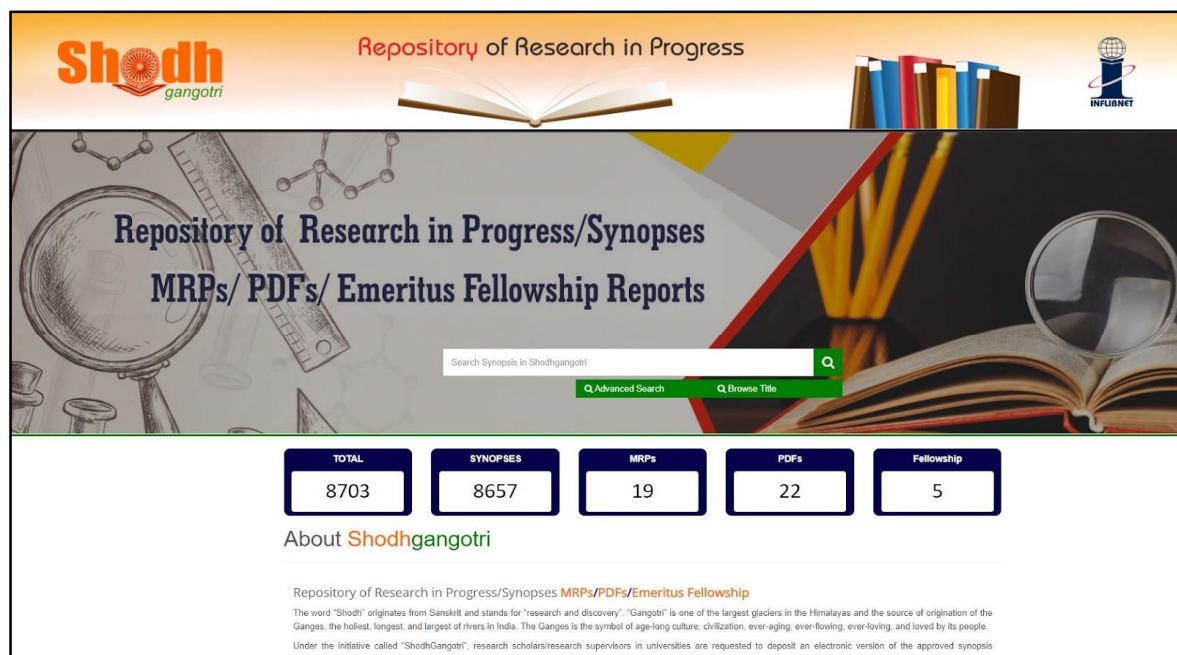 Shodh
gangotri
Repository of Research in Progress
INFLIBNET
Repository of Research in Progress/Synopses
MRPs/ PDFs/ Emeritus Fellowship Reports
Search Synopsis in Shodhgangotri
Advanced Search
Browse Title
TOTAL
8703
SYNOPSES
8657
MRPs
19
PDFs
22
Fellowship
5
About Shodhgangotri
Repository of Research in Progress/Synopses MRPs/PDFs/Emeritus Fellowship
The word "Shodh" originates from Sanskrit and stands for "research and discovery". "Gangotri" is one of the largest glaciers in the Himalayas and the source of origination of the
Ganges, the holiest, longest, and largest of rivers in India. The Ganges is the symbol of age-long culture, civilization, ever-aging, ever-flowing, ever-loving, and loved by its people.
Under the initiative called "ShodhGangotri", research scholars/research supervisors in universities are requested to deposit an electronic version of the approved synopsis